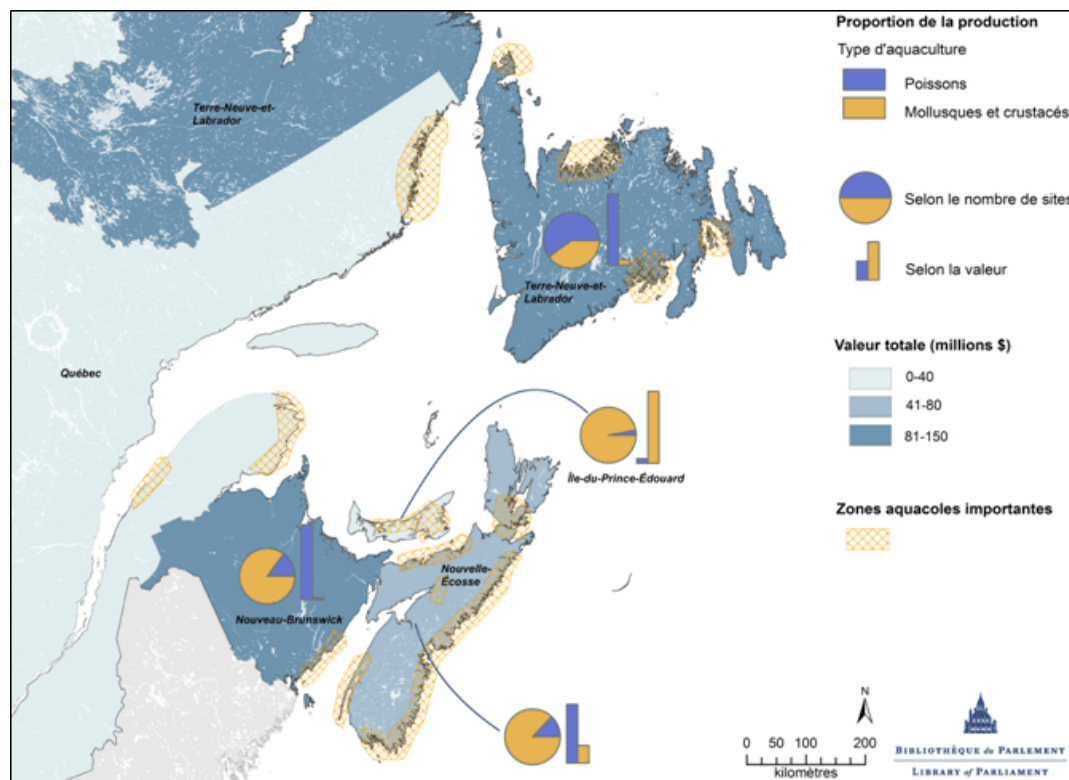 Proportion de la production
Type d'aquaculture
Poissons
Mollusques et crustacés
Selon le nombre de sites
Selon la valeur
Valeur totale (millions $)
0-40
41-80
81-150
Zones aquacoles importantes
Terre-Neuve-et-
Labrador
Terre-Neuve-et-
Labrador
Québec
Île-du-Prince-Édouard
Nouvelle-
Écosse
Nouveau-Brunswick
N
0 50 100 200
kilomètres
BIBLIOTHÈQUE du PARLEMENT
LIBRARY of PARLIAMENT